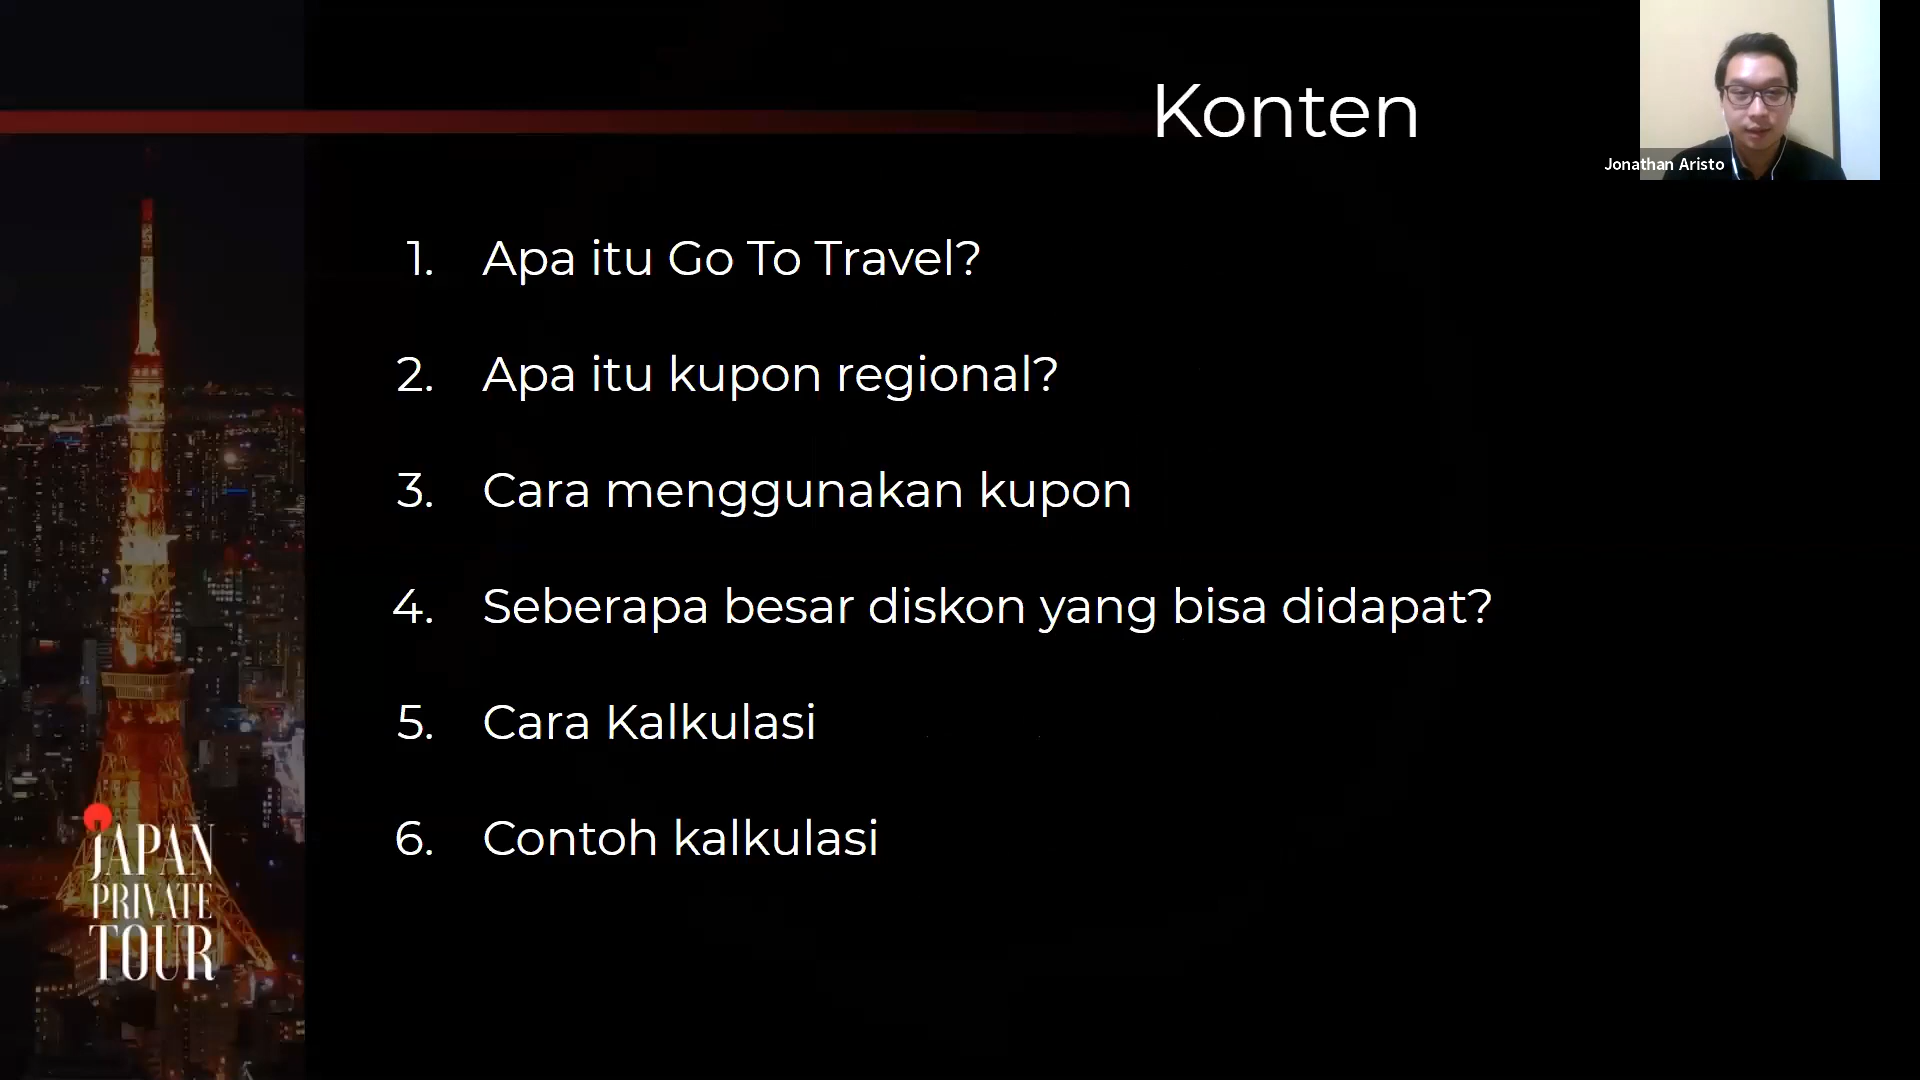 Konten
Jonathan Aristo
1. Apa itu Go To Travel?
2. Apa itu kupon regional?
3. Cara menggunakan kupon
4. Seberapa besar diskon yang bisa didapat?
5. Cara Kalkulasi
6. Contoh kalkulasi
JAPAN
PRIVATE
TOUR